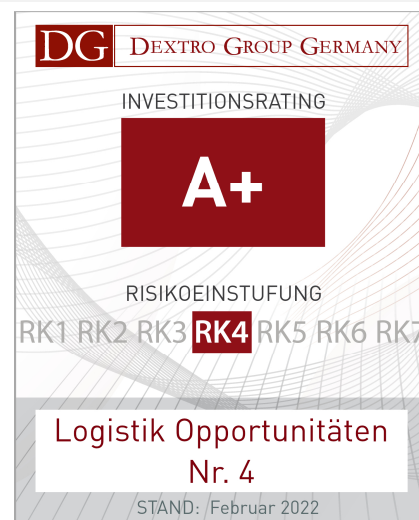 DG DEXTRO GROUP GERMANY
INVESTITIONSRATING
A+
RISIKOEINSTUFUNG
RK1 RK2 RK3 RK4 RK5 RK6 RK7
Logistik Opportunitäten
Nr. 4
STAND: Februar 2022